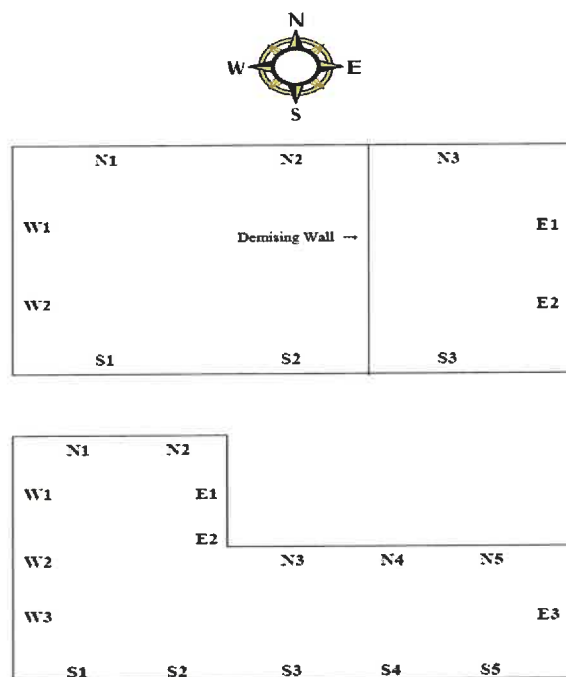 N
W E
S
N1 N2 N3
W1 E1
Demising Wall →
W2 E2
S1 S2 S3
N1 N2
W1 E1
E2
W2 N3 N4 N5
W3 E3
S1 S2 S3 S4 S5